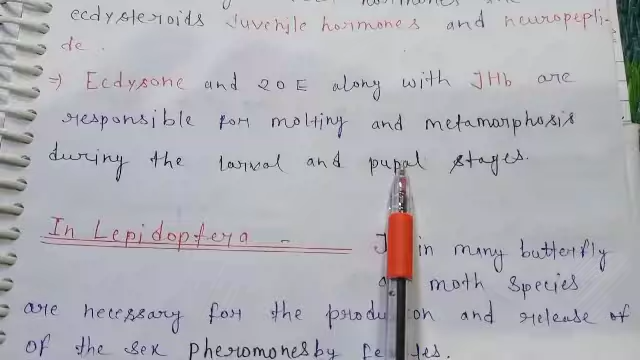 hormones
ecdysteroids Juvenile hormones and neuropepti-
de.
⇒ Ecdysone and 20E along with JHb are
responsible for molting and metamorphosis
during the larval and pupal stages.
In Lepidoptera - J in many butterfly
moth species
are necessary for the and release of
of the sex pheromones by